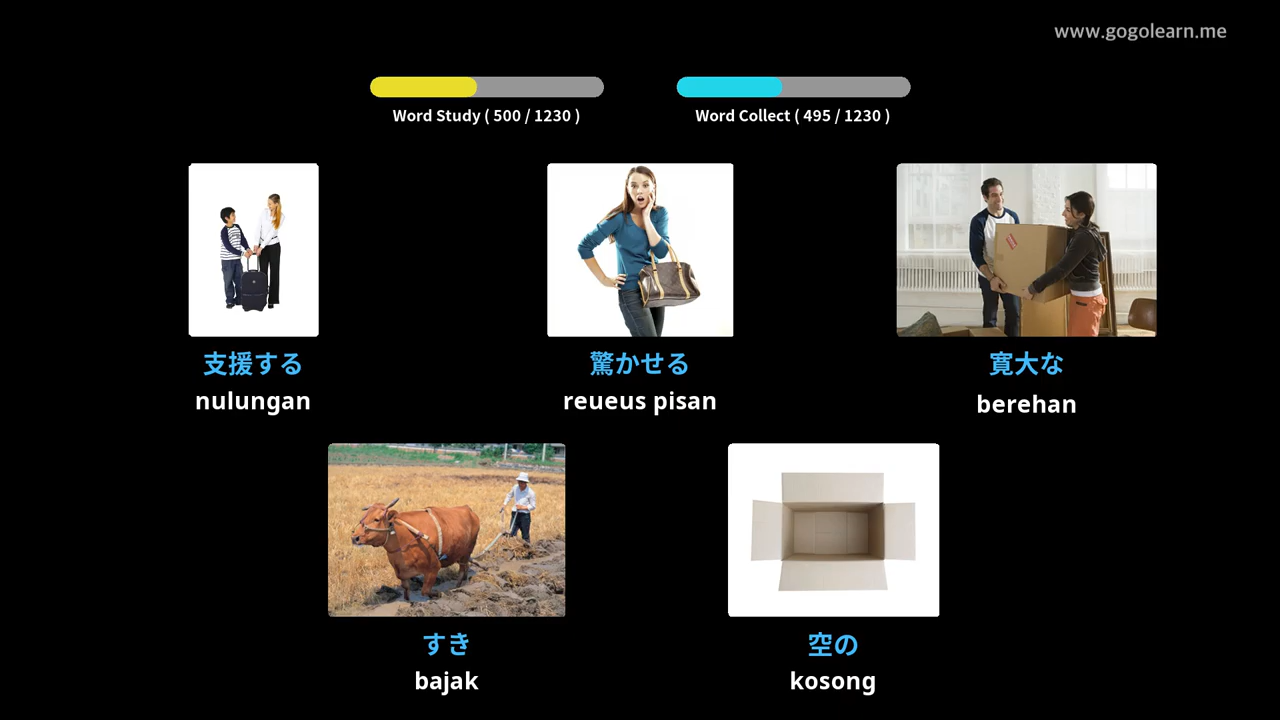 www.gogolearn.me
Word Study ( 500 / 1230 )
Word Collect ( 495 / 1230 )
支援する
nulungan
驚かせる
reueus pisan
寛大な
berehan
すき
bajak
空の
kosong